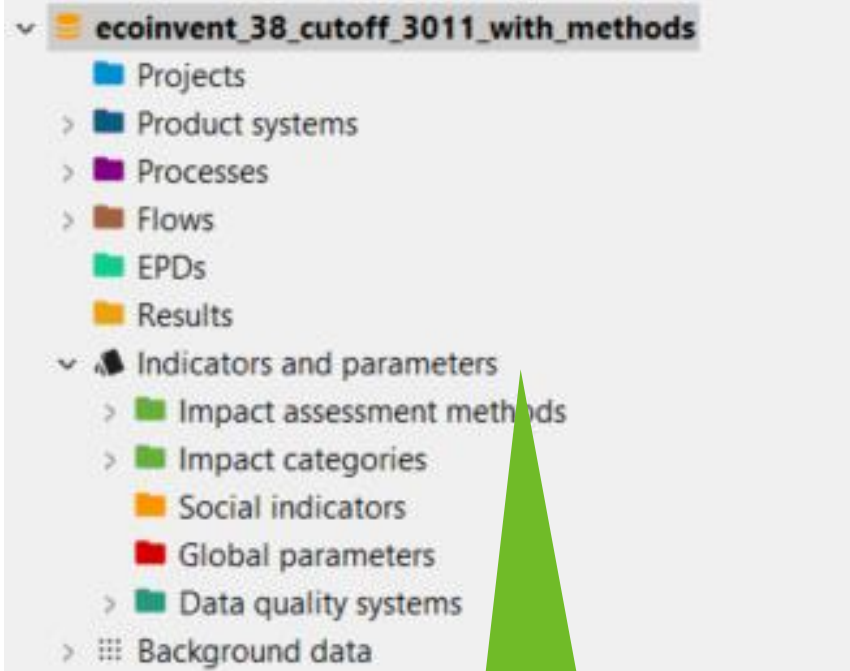 ecoinvent_38_cutoff_3011_with_methods
Projects
Product systems
Processes
Flows
EPDs
Results
Indicators and parameters
Impact assessment methods
Impact categories
Social indicators
Global parameters
Data quality systems
Background data